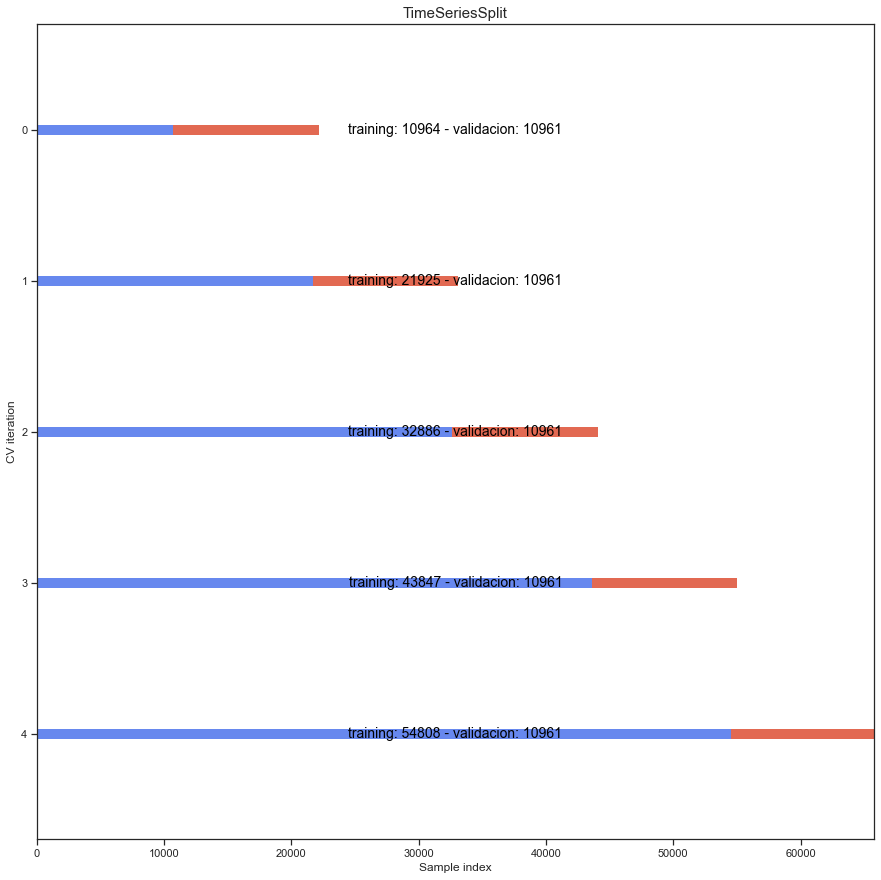 TimeSeriesSplit
0
training: 10964 - validacion: 10961
1
training: 21925 - validacion: 10961
2
training: 32886 - validacion: 10961
3
training: 43847 - validacion: 10961
4
training: 54808 - validacion: 10961
CV iteration
0 10000 20000 30000 40000 50000 60000
Sample index